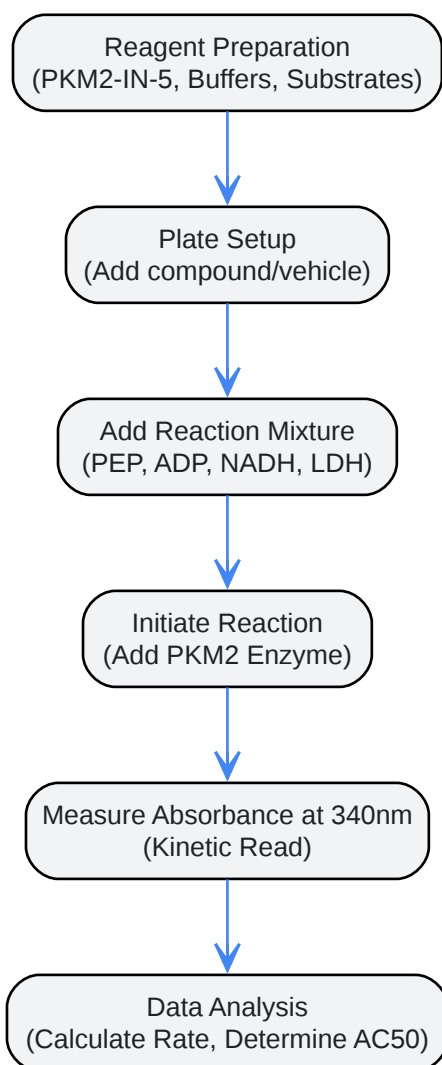 Reagent Preparation
(PKM2-IN-5, Buffers, Substrates)
Plate Setup
(Add compound/vehicle)
Add Reaction Mixture
(PEP, ADP, NADH, LDH)
Initiate Reaction
(Add PKM2 Enzyme)
Measure Absorbance at 340nm
(Kinetic Read)
Data Analysis
(Calculate Rate, Determine AC50)